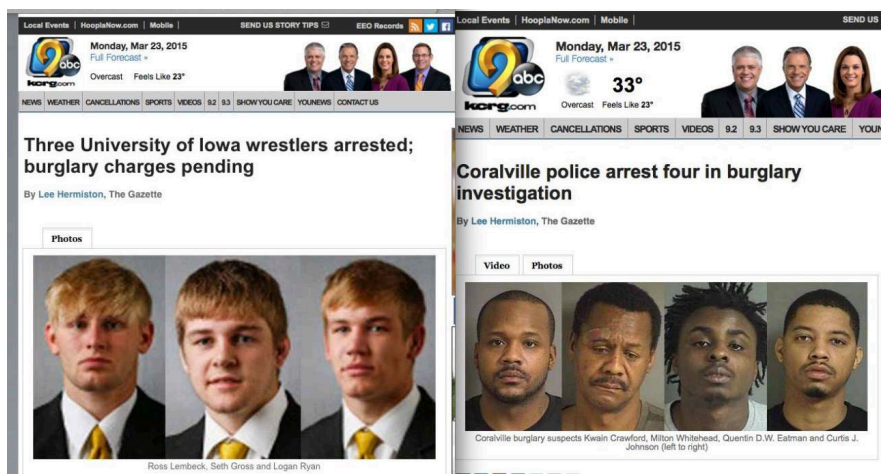 Local Events | HooplaNow.com | Mobile |
SEND US STORY TIPS
EEO Records
9 abc
kcrg.com
Monday, Mar 23, 2015
Full Forecast »
Overcast Feels Like 23°
NEWS WEATHER CANCELLATIONS SPORTS VIDEOS 9.2 9.3 SHOW YOU CARE YOUNEWS CONTACT US
Three University of Iowa wrestlers arrested;
burglary charges pending
By Lee Hermiston, The Gazette
Photos
Ross Lembeck, Seth Gross and Logan Ryan
Local Events | HooplaNow.com | Mobile |
SEND US
9 abc
kcrg.com
Monday, Mar 23, 2015
Full Forecast »
33°
Overcast Feels Like 23°
NEWS WEATHER CANCELLATIONS SPORTS VIDEOS 9.2 9.3 SHOW YOU CARE YOUN
Coralville police arrest four in burglary
investigation
By Lee Hermiston, The Gazette
Video Photos
Coralville burglary suspects Kwain Crawford, Milton Whitehead, Quentin D.W. Eatman and Curtis J.
Johnson (left to right)